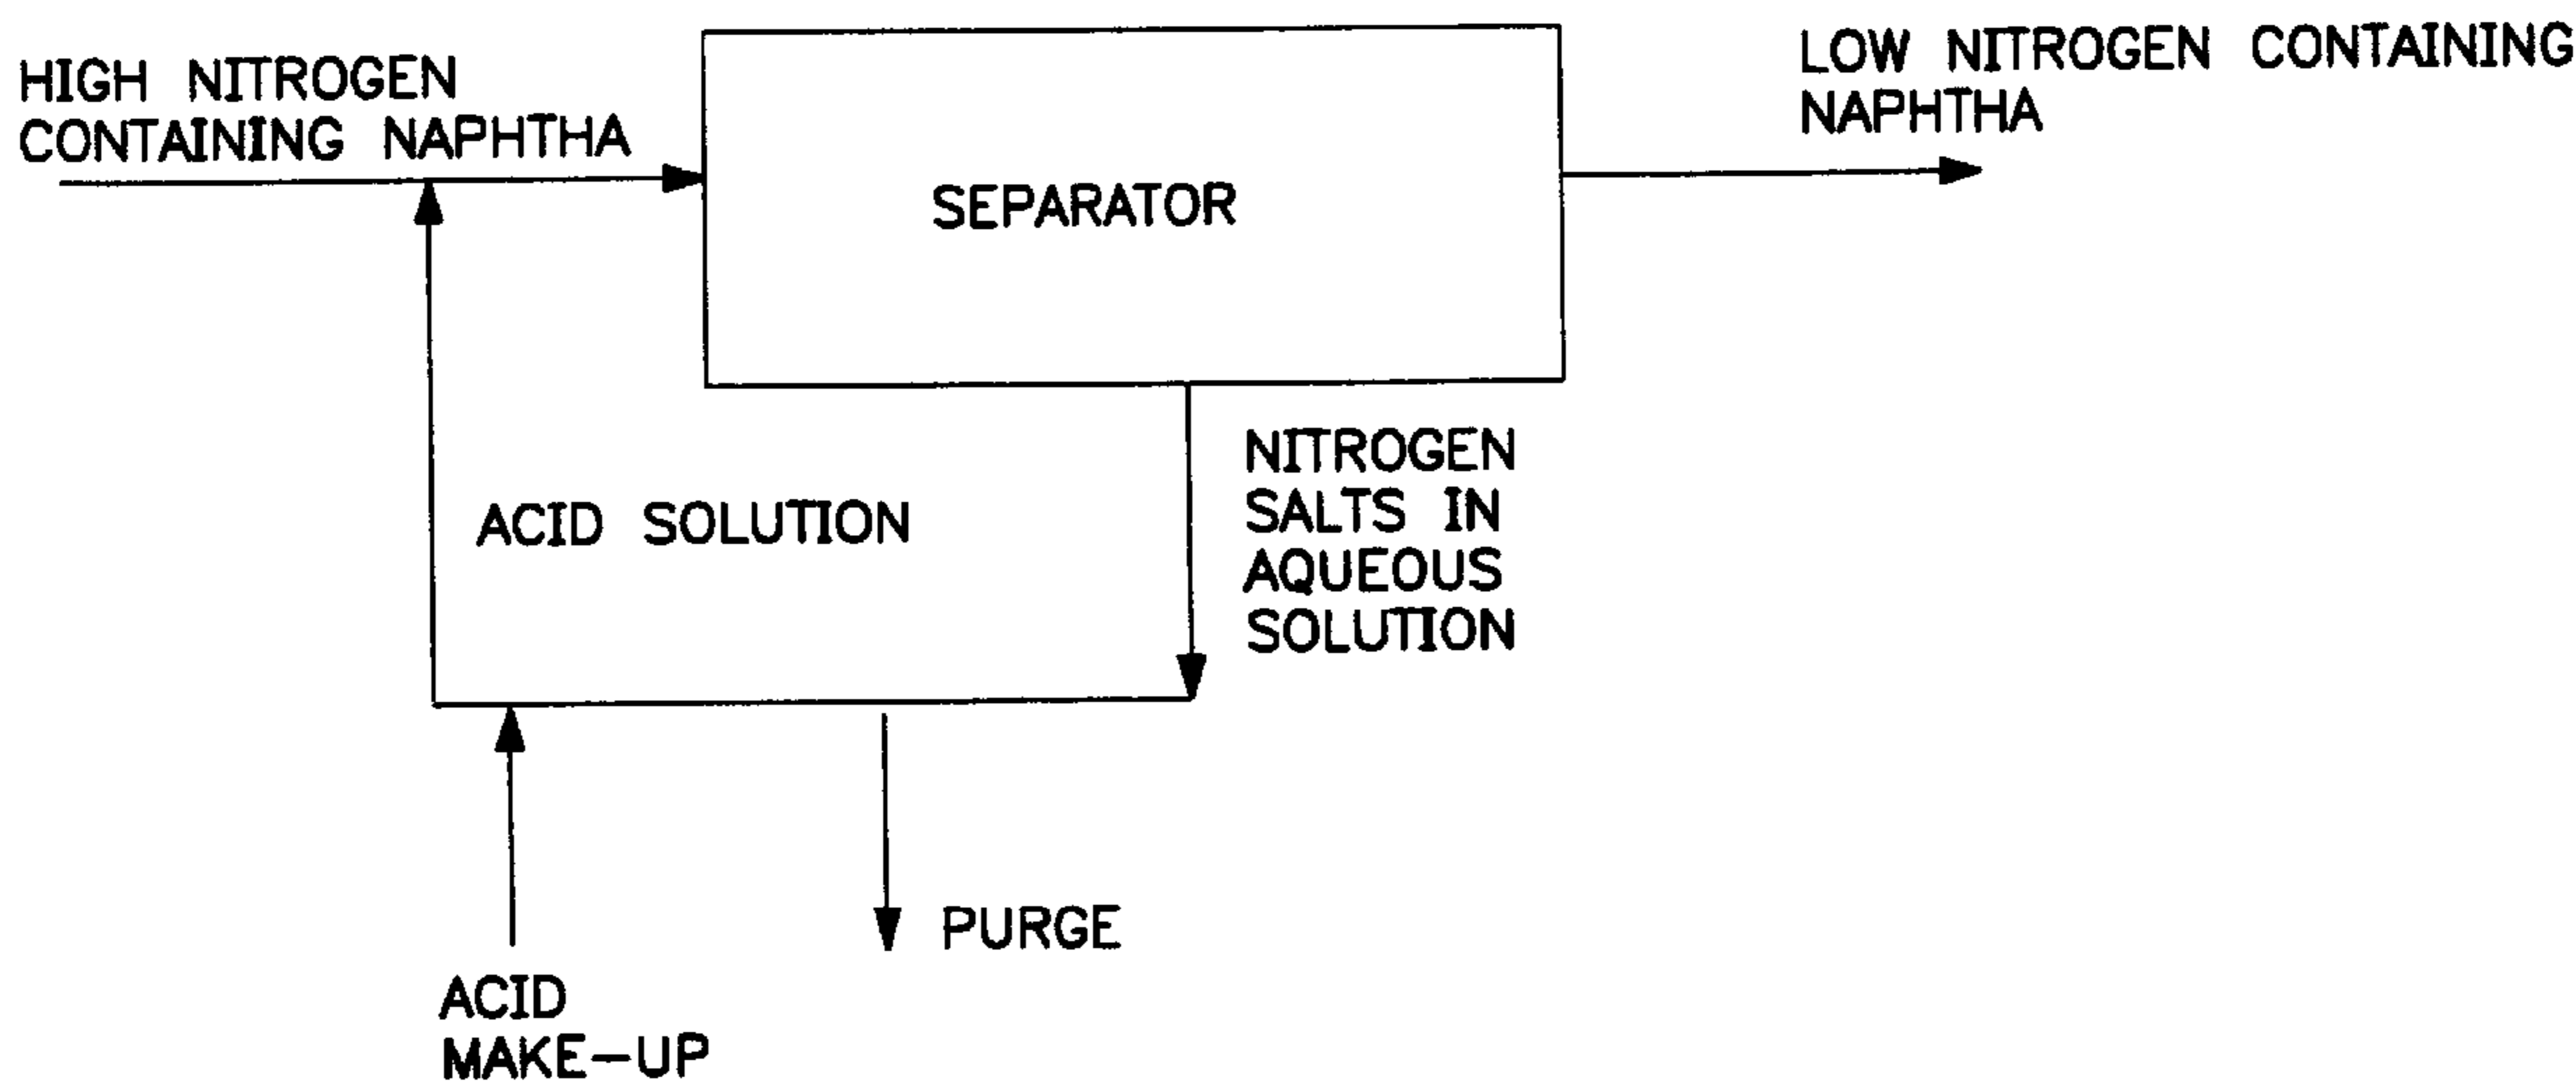 HIGH NITROGEN
CONTAINING NAPHTHA
SEPARATOR
LOW NITROGEN CONTAINING
NAPHTHA
ACID SOLUTION
NITROGEN
SALTS IN
AQUEOUS
SOLUTION
PURGE
ACID
MAKE-UP